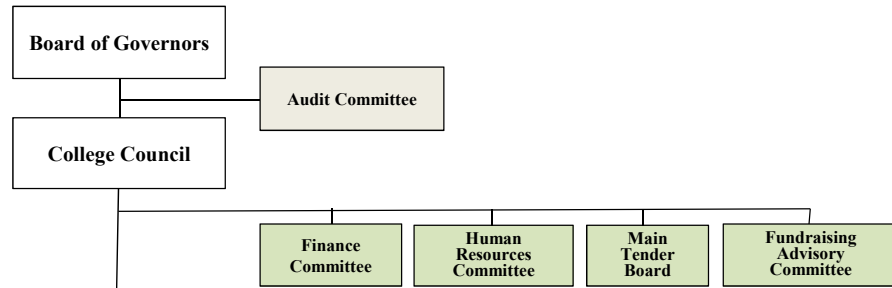 Board of Governors
Audit Committee
College Council
Finance
Committee
Human
Resources
Committee
Main
Tender
Board
Fundraising
Advisory
Committee